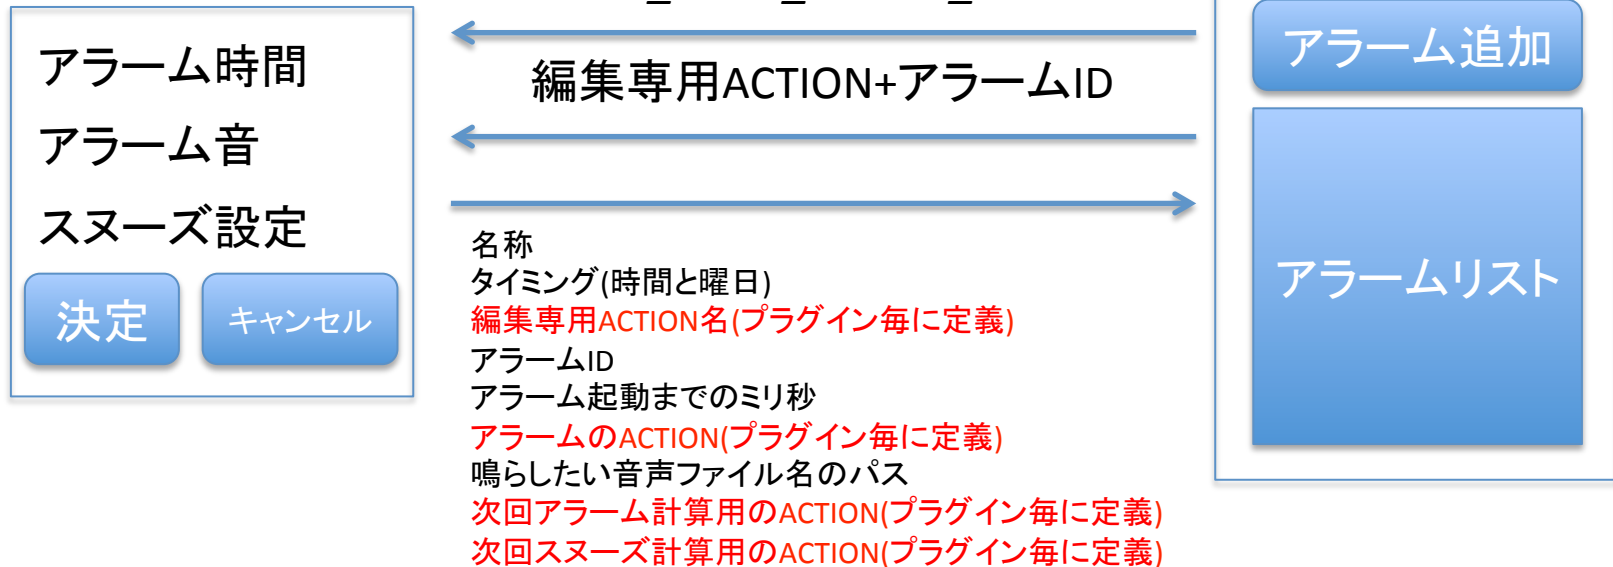 アラーム時間
アラーム音
スヌーズ設定
決定
キャンセル
編集専用ACTION+アラームID
名称
タイミング(時間と曜日)
編集専用ACTION名(プラグイン毎に定義)
アラームID
アラーム起動までのミリ秒
アラームのACTION(プラグイン毎に定義)
鳴らしたい音声ファイル名のパス
次回アラーム計算用のACTION(プラグイン毎に定義)
次回スヌーズ計算用のACTION(プラグイン毎に定義)
アラーム追加
アラームリスト